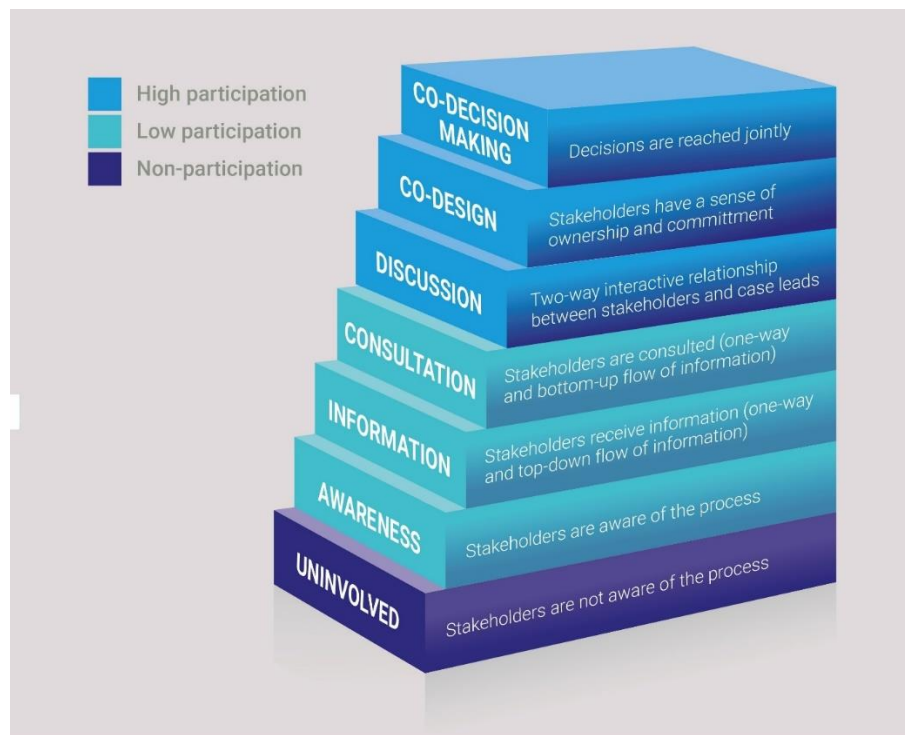 High participation
Low participation
Non-participation
CO-DECISION
MAKING
Decisions are reached jointly
CO-DESIGN
Stakeholders have a sense of
ownership and committment
DISCUSSION
Two-way interactive relationship
between stakeholders and case leads
CONSULTATION
Stakeholders are consulted (one-way
and bottom-up flow of information)
INFORMATION
Stakeholders receive information (one-way
and top-down flow of information)
AWARENESS
Stakeholders are aware of the process
UNINVOLVED
Stakeholders are not aware of the process